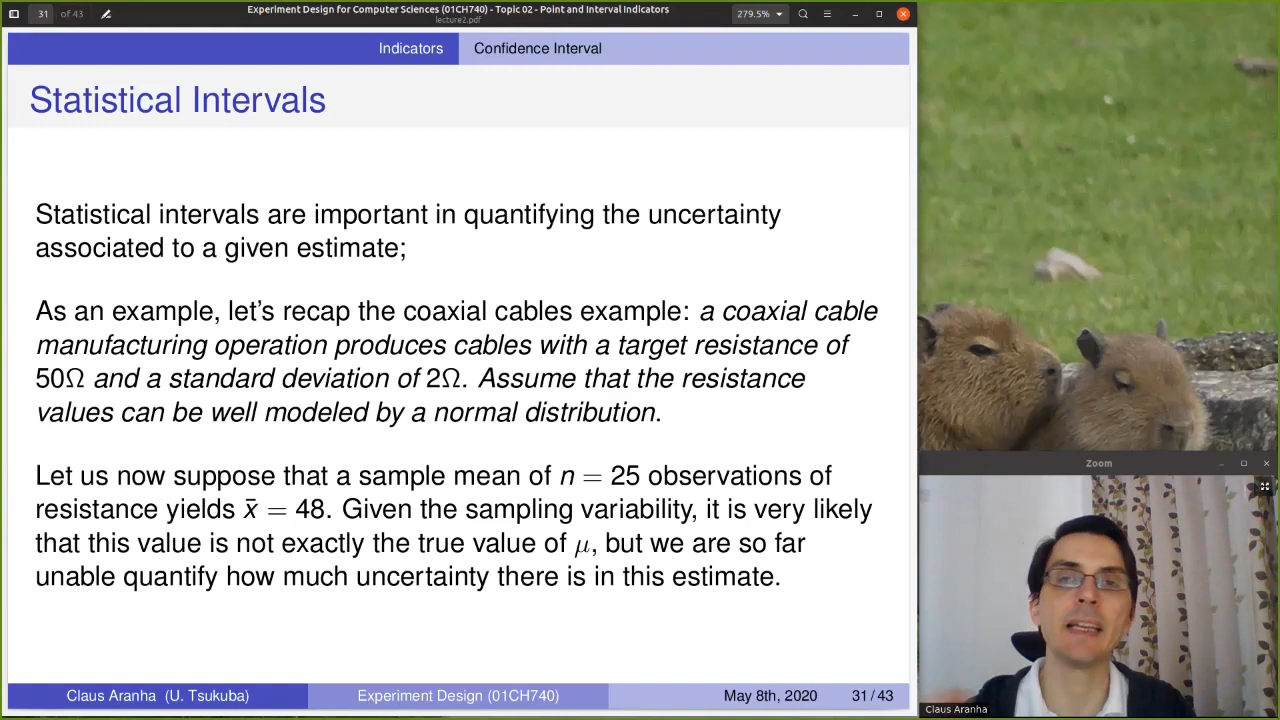 31 of 43
Experiment Design for Computer Sciences (01CH740) - Topic 02 - Point and Interval Indicators
lecture2.pdf
279.5%
Indicators Confidence Interval
Statistical Intervals
Statistical intervals are important in quantifying the uncertainty
associated to a given estimate;
As an example, let's recap the coaxial cables example: a coaxial cable
manufacturing operation produces cables with a target resistance of
50Ω and a standard deviation of 2Ω. Assume that the resistance
values can be well modeled by a normal distribution.
Let us now suppose that a sample mean of n = 25 observations of
resistance yields x̄ = 48. Given the sampling variability, it is very likely
that this value is not exactly the true value of μ, but we are so far
unable quantify how much uncertainty there is in this estimate.
Claus Aranha (U. Tsukuba) Experiment Design (01CH740) May 8th, 2020 31 / 43
Zoom
Claus Aranha